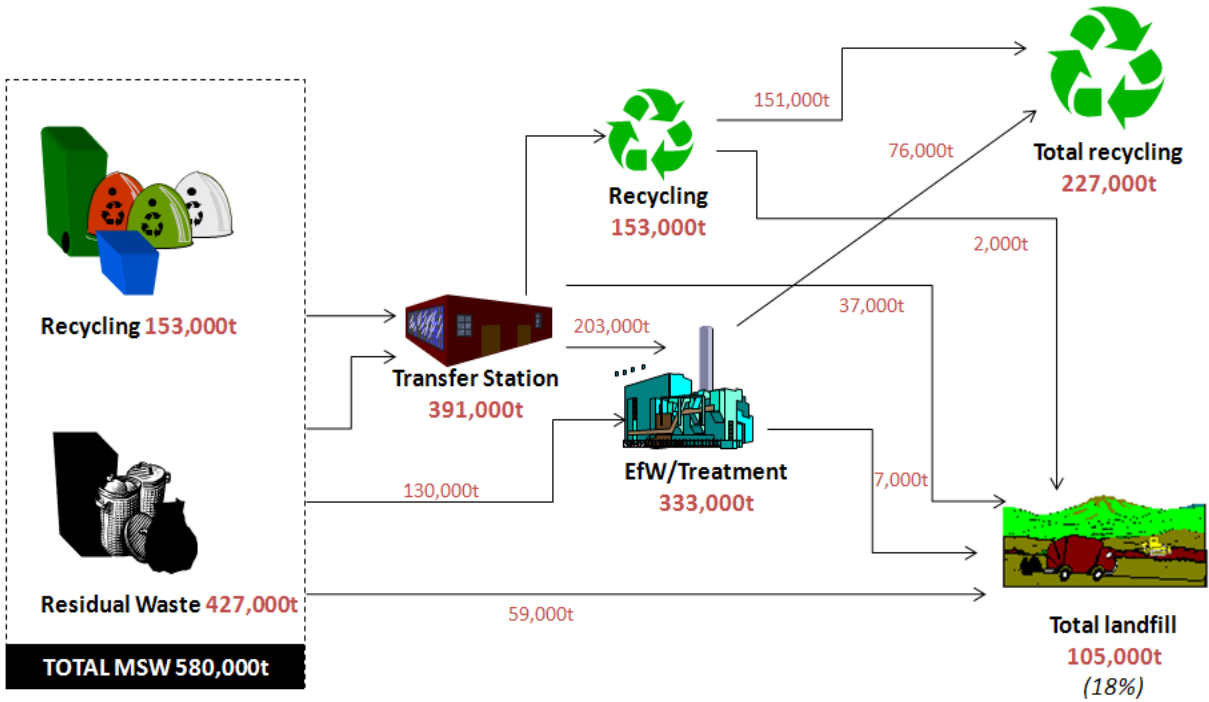 151,000t
76,000t
Total recycling
227,000t
Recycling
153,000t
2,000t
Recycling 153,000t
37,000t
203,000t
Transfer Station
391,000t
EfW/Treatment
333,000t
130,000t
7,000t
Residual Waste 427,000t
59,000t
Total landfill
105,000t
(18%)
TOTAL MSW 580,000t